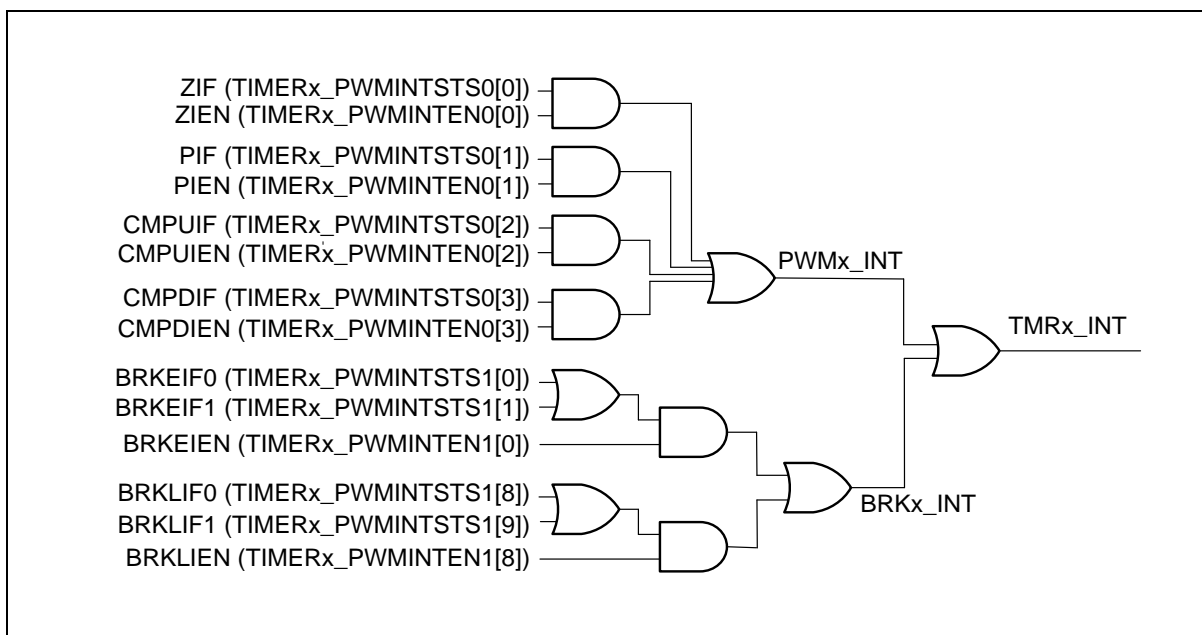 ZIF (TIMERx_PWMINTSTS0[0])
ZIEN (TIMERx_PWMINTEN0[0])
PIF (TIMERx_PWMINTSTS0[1])
PIEN (TIMERx_PWMINTEN0[1])
CMPUIF (TIMERx_PWMINTSTS0[2])
CMPUIEN (TIMERx_PWMINTEN0[2])
CMPDIF (TIMERx_PWMINTSTS0[3])
CMPDIEN (TIMERx_PWMINTEN0[3])
PWMx_INT
TMRx_INT
BRKEIF0 (TIMERx_PWMINTSTS1[0])
BRKEIF1 (TIMERx_PWMINTSTS1[1])
BRKEIEN (TIMERx_PWMINTEN1[0])
BRKLIF0 (TIMERx_PWMINTSTS1[8])
BRKLIF1 (TIMERx_PWMINTSTS1[9])
BRKLIEN (TIMERx_PWMINTEN1[8])
BRKx_INT